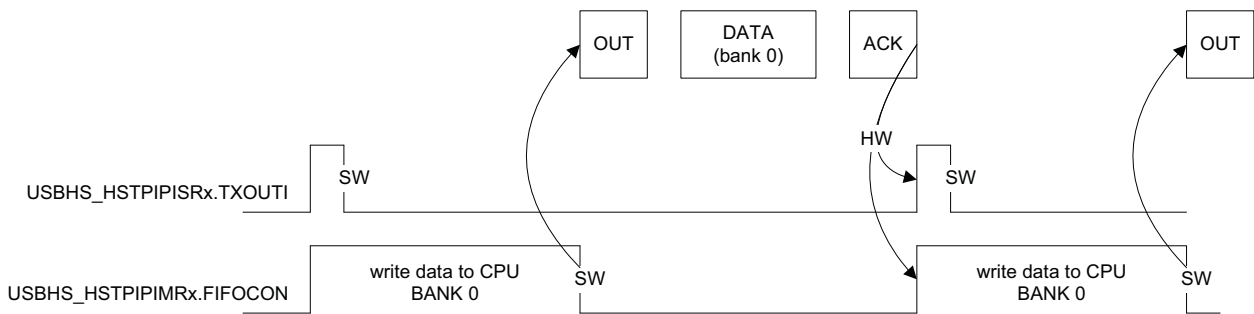 OUT
DATA
(bank 0)
ACK
OUT
HW
SW
SW
USBHS_HSTPIPISRx.TXOUTI
write data to CPU
BANK 0
SW
write data to CPU
BANK 0
SW
USBHS_HSTPIPIMRx.FIFOCON